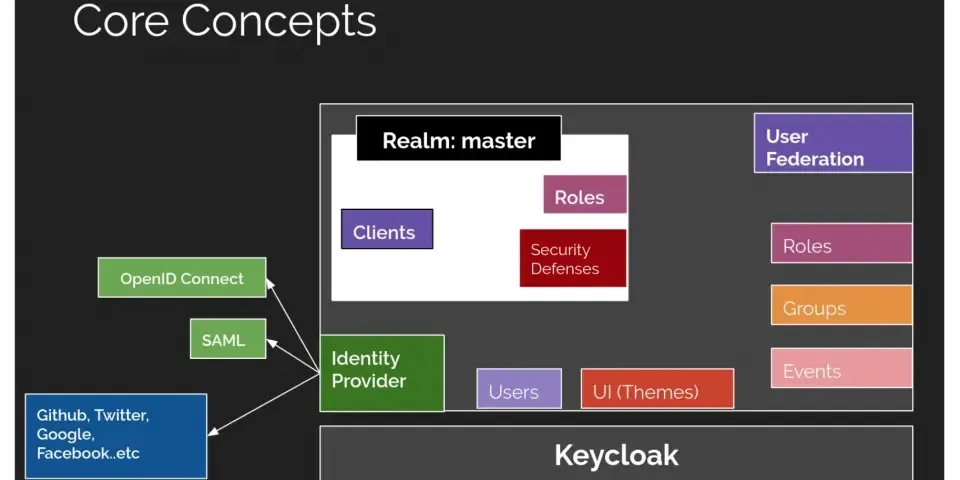 Core Concepts
Realm: master
User
Federation
Roles
Clients
Security
Defenses
Roles
OpenID Connect
Groups
SAML
Identity
Provider
Events
Users
UI (Themes)
Github, Twitter,
Google,
Facebook..etc
Keycloak